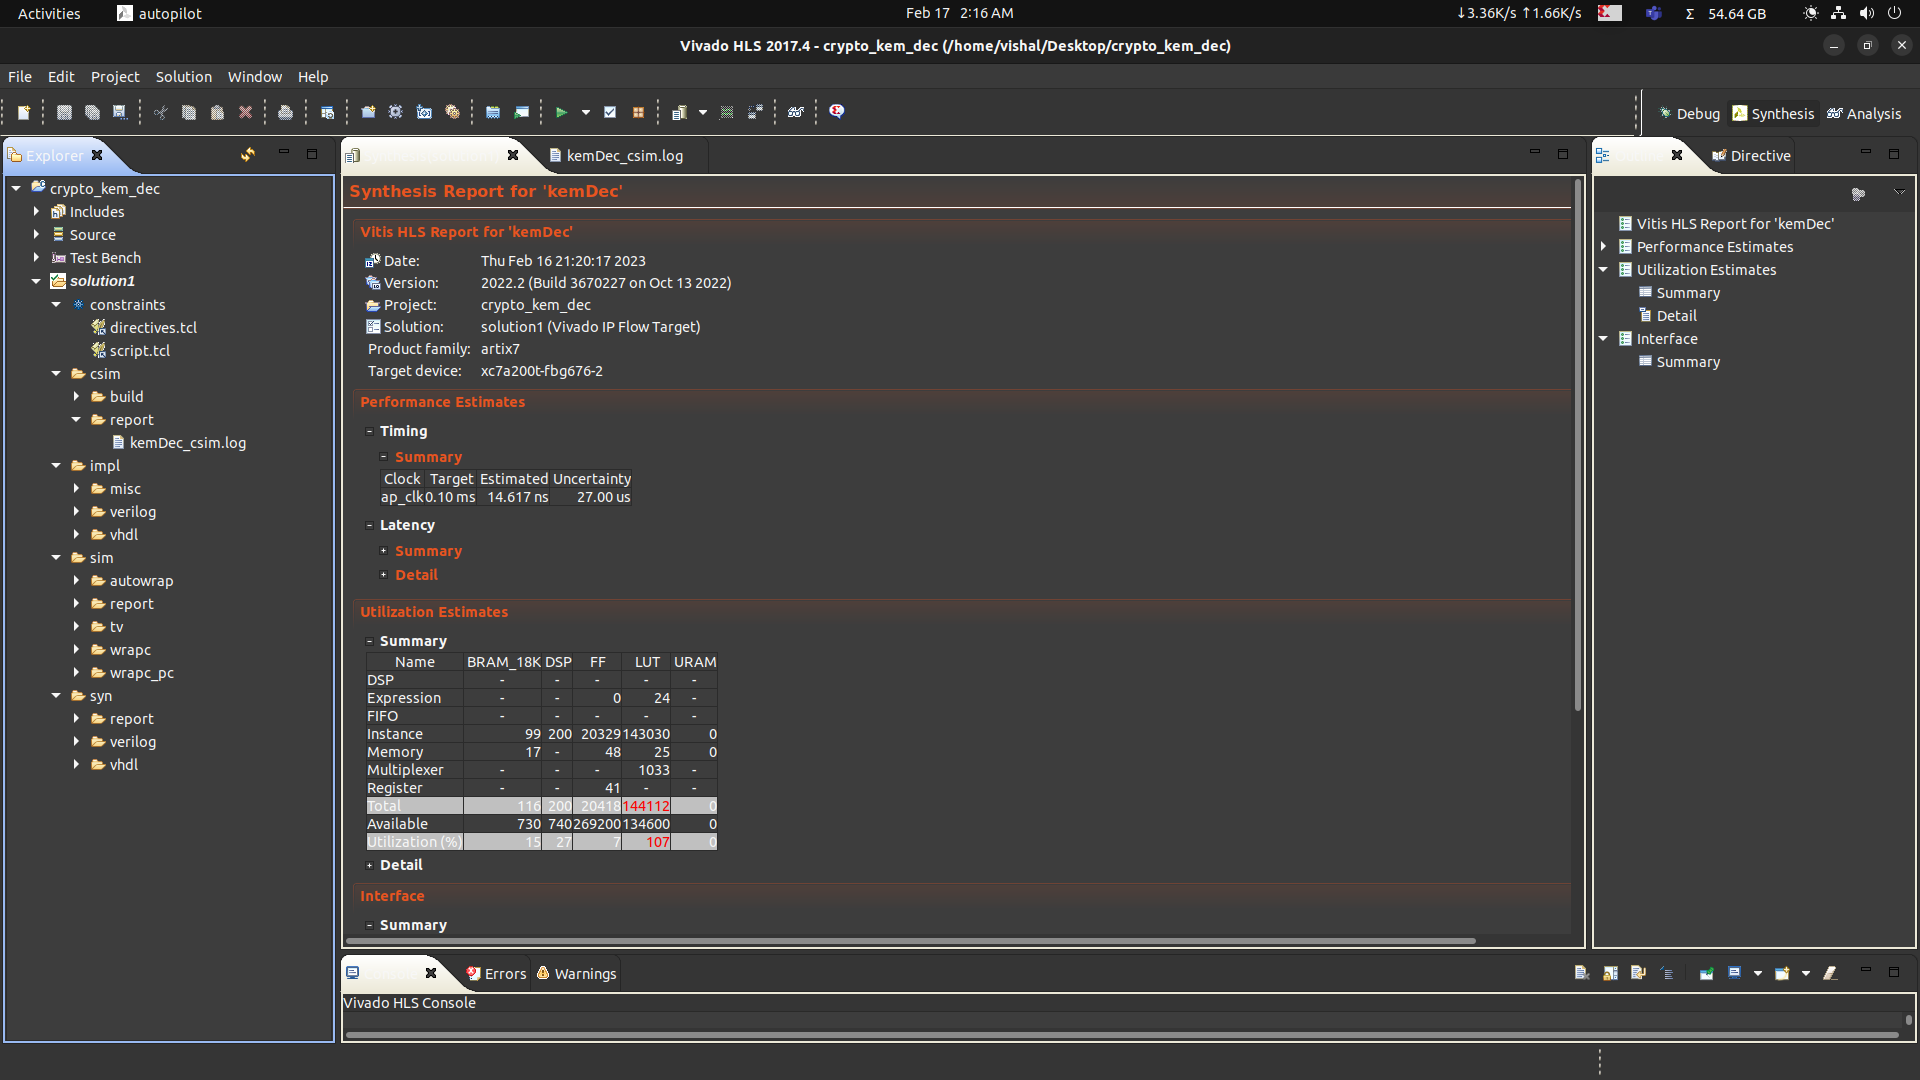 Activities autopilot Feb 17 2:16 AM ↓3.36K/s ↑1.66K/s Σ 54.64 GB
Vivado HLS 2017.4 - crypto_kem_dec (/home/vishal/Desktop/crypto_kem_dec)
File Edit Project Solution Window Help
Debug Synthesis Analysis
Explorer
crypto_kem_dec
Includes
Source
Test Bench
solution1
constraints
directives.tcl
script.tcl
csim
build
report
kemDec_csim.log
impl
misc
verilog
vhdl
sim
autowrap
report
tv
wrapc
wrapc_pc
syn
report
verilog
vhdl
kemDec_csim.log
Synthesis Report for 'kemDec'
Vitis HLS Report for 'kemDec'
Date: Thu Feb 16 21:20:17 2023
Version: 2022.2 (Build 3670227 on Oct 13 2022)
Project: crypto_kem_dec
Solution: solution1 (Vivado IP Flow Target)
Product family: artix7
Target device: xc7a200t-fbg676-2
Performance Estimates
Timing
Summary
Clock Target Estimated Uncertainty
ap_clk 0.10 ms 14.617 ns 27.00 us
Latency
Summary
Detail
Utilization Estimates
Summary
Name BRAM_18K DSP FF LUT URAM
DSP - - - - -
Expression - - 0 24 -
FIFO - - - - -
Instance 99 200 20329 143030 0
Memory 17 - 48 25 0
Multiplexer - - - 1033 -
Register - - 41 - -
Total 116 200 20418 144112 0
Available 730 740 269200 134600 0
Utilization (%) 15 27 7 107 0
Detail
Interface
Summary
Directive
Vitis HLS Report for 'kemDec'
Performance Estimates
Utilization Estimates
Summary
Detail
Interface
Summary
Errors Warnings
Vivado HLS Console